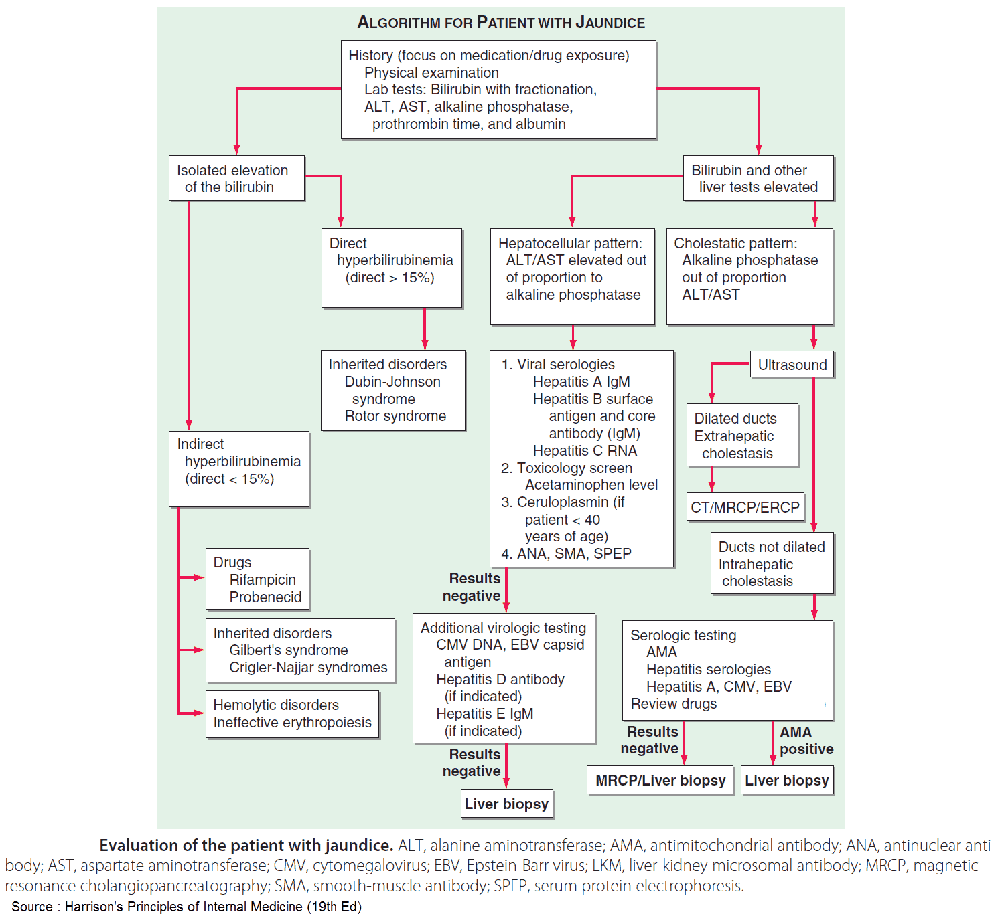 ALGORITHM FOR PATIENT WITH JAUNDICE
History (focus on medication/drug exposure)
Physical examination
Lab tests: Bilirubin with fractionation,
ALT, AST, alkaline phosphatase,
prothrombin time, and albumin
Isolated elevation
of the bilirubin
Bilirubin and other
liver tests elevated
Direct
hyperbilirubinemia
(direct > 15%)
Hepatocellular pattern:
ALT/AST elevated out
of proportion to
alkaline phosphatase
Cholestatic pattern:
Alkaline phosphatase
out of proportion
ALT/AST
Inherited disorders
Dubin-Johnson
syndrome
Rotor syndrome
1. Viral serologies
Hepatitis A IgM
Hepatitis B surface
antigen and core
antibody (IgM)
Hepatitis C RNA
2. Toxicology screen
Acetaminophen level
3. Ceruloplasmin (if
patient < 40
years of age)
4. ANA, SMA, SPEP
Ultrasound
Dilated ducts
Extrahepatic
cholestasis
CT/MRCP/ERCP
Indirect
hyperbilirubinemia
(direct < 15%)
Ducts not dilated
Intrahepatic
cholestasis
Drugs
Rifampicin
Probenecid
Inherited disorders
Gilbert's syndrome
Crigler-Najjar syndromes
Hemolytic disorders
Ineffective erythropoiesis
Results
negative
Additional virologic testing
CMV DNA, EBV capsid
antigen
Hepatitis D antibody
(if indicated)
Hepatitis E IgM
(if indicated)
Results
negative
Liver biopsy
Serologic testing
AMA
Hepatitis serologies
Hepatitis A, CMV, EBV
Review drugs
Results
negative
AMA
positive
MRCP/Liver biopsy
Liver biopsy
Evaluation of the patient with jaundice. ALT, alanine aminotransferase; AMA, antimitochondrial antibody; ANA, antinuclear anti-
body; AST, aspartate aminotransferase; CMV, cytomegalovirus; EBV, Epstein-Barr virus; LKM, liver-kidney microsomal antibody; MRCP, magnetic
resonance cholangiopancreatography; SMA, smooth-muscle antibody; SPEP, serum protein electrophoresis.
Source : Harrison's Principles of Internal Medicine (19th Ed)